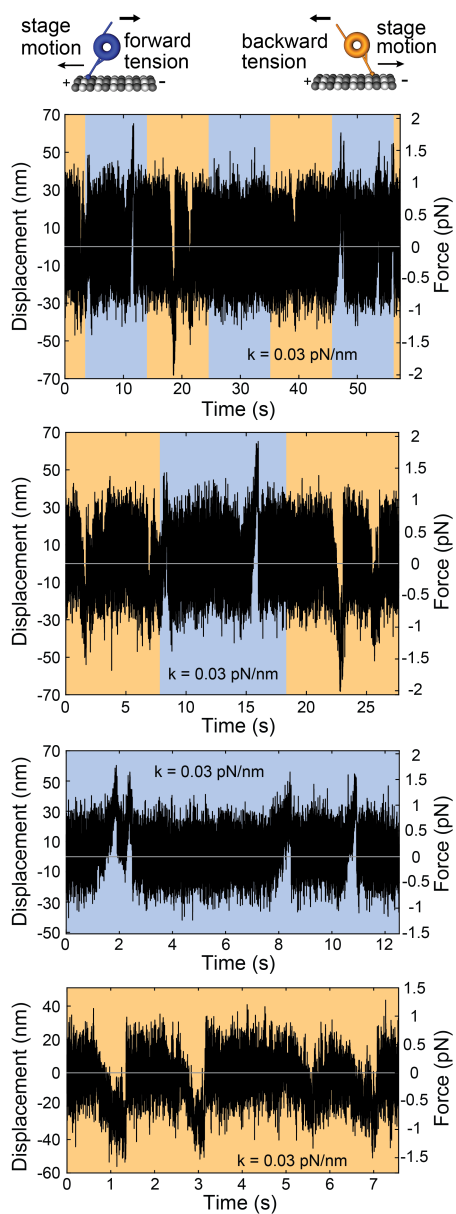 stage motion
forward tension
backward tension
stage motion
+ -
+ -
Displacement (nm)
70
50
30
10
-10
-30
-50
-70
Force (pN)
2
1.5
1
0.5
0
-0.5
-1
-1.5
-2
k = 0.03 pN/nm
0 10 20 30 40 50
Time (s)
Displacement (nm)
70
50
30
10
-10
-30
-50
-70
Force (pN)
2
1.5
1
0.5
0
-0.5
-1
-1.5
-2
k = 0.03 pN/nm
0 5 10 15 20 25
Time (s)
Displacement (nm)
70
50
30
10
-10
-30
-50
Force (pN)
2
1.5
1
0.5
0
-0.5
-1
-1.5
k = 0.03 pN/nm
0 2 4 6 8 10 12
Time (s)
Displacement (nm)
40
20
0
-20
-40
-60
Force (pN)
1.5
1
0.5
0
-0.5
-1
-1.5
k = 0.03 pN/nm
0 1 2 3 4 5 6 7
Time (s)